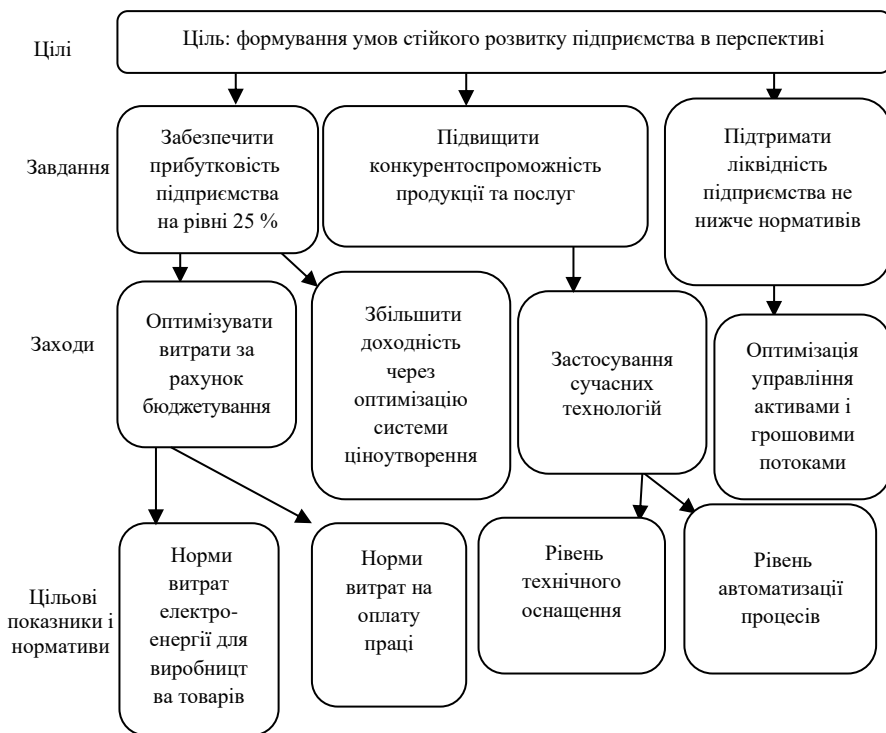 Цілі
Ціль: формування умов стійкого розвитку підприємства в перспективі
Завдання
Забезпечити
прибутковість
підприємства
на рівні 25 %
Підвищити
конкурентоспроможність
продукції та послуг
Підтримати
ліквідність
підприємства не
нижче нормативів
Заходи
Оптимізувати
витрати за
рахунок
бюджетування
Збільшити
доходність
через
оптимізацію
системи
ціноутворення
Застосування
сучасних
технологій
Оптимізація
управління
активами і
грошовими
потоками
Цільові
показники і
нормативи
Норми
витрат
електро-
енергії для
виробницт
ва товарів
Норми
витрат на
оплату
праці
Рівень
технічного
оснащення
Рівень
автоматизації
процесів